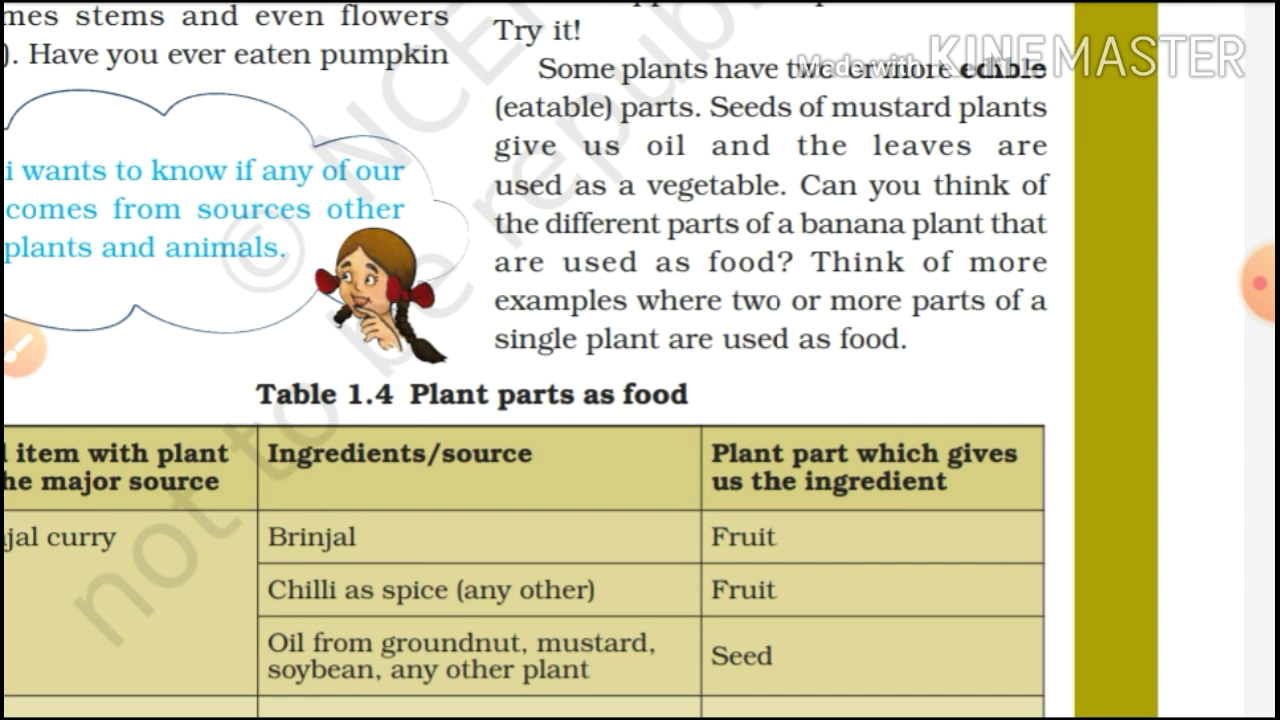 mes stems and even flowers
). Have you ever eaten pumpkin
i wants to know if any of our
comes from sources other
plants and animals.
Try it!
Some plants have two or more edible
(eatable) parts. Seeds of mustard plants
give us oil and the leaves are
used as a vegetable. Can you think of
the different parts of a banana plant that
are used as food? Think of more
examples where two or more parts of a
single plant are used as food.
Made with KINEMASTER
© NCE
not to be republ
Table 1.4 Plant parts as food
item with plant
he major source
Ingredients/source
Plant part which gives
us the ingredient
jal curry
Brinjal
Fruit
Chilli as spice (any other)
Fruit
Oil from groundnut, mustard,
soybean, any other plant
Seed